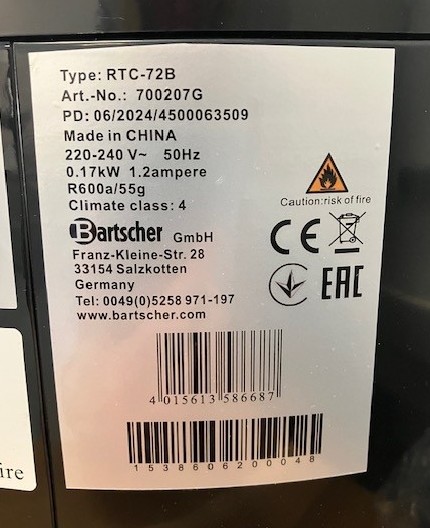 Type: RTC-72B
Art.-No.: 700207G
PD: 06/2024/4500063509
Made in CHINA
220-240 V~ 50Hz
0.17kW 1.2ampere
R600a/55g
Climate class: 4
Caution:risk of fire
Bartscher GmbH
Franz-Kleine-Str. 28
33154 Salzkotten
Germany
Tel: 0049(0)5258 971-197
www.bartscher.com
CE
EAC
4 015613 586687
1538606200048
ire